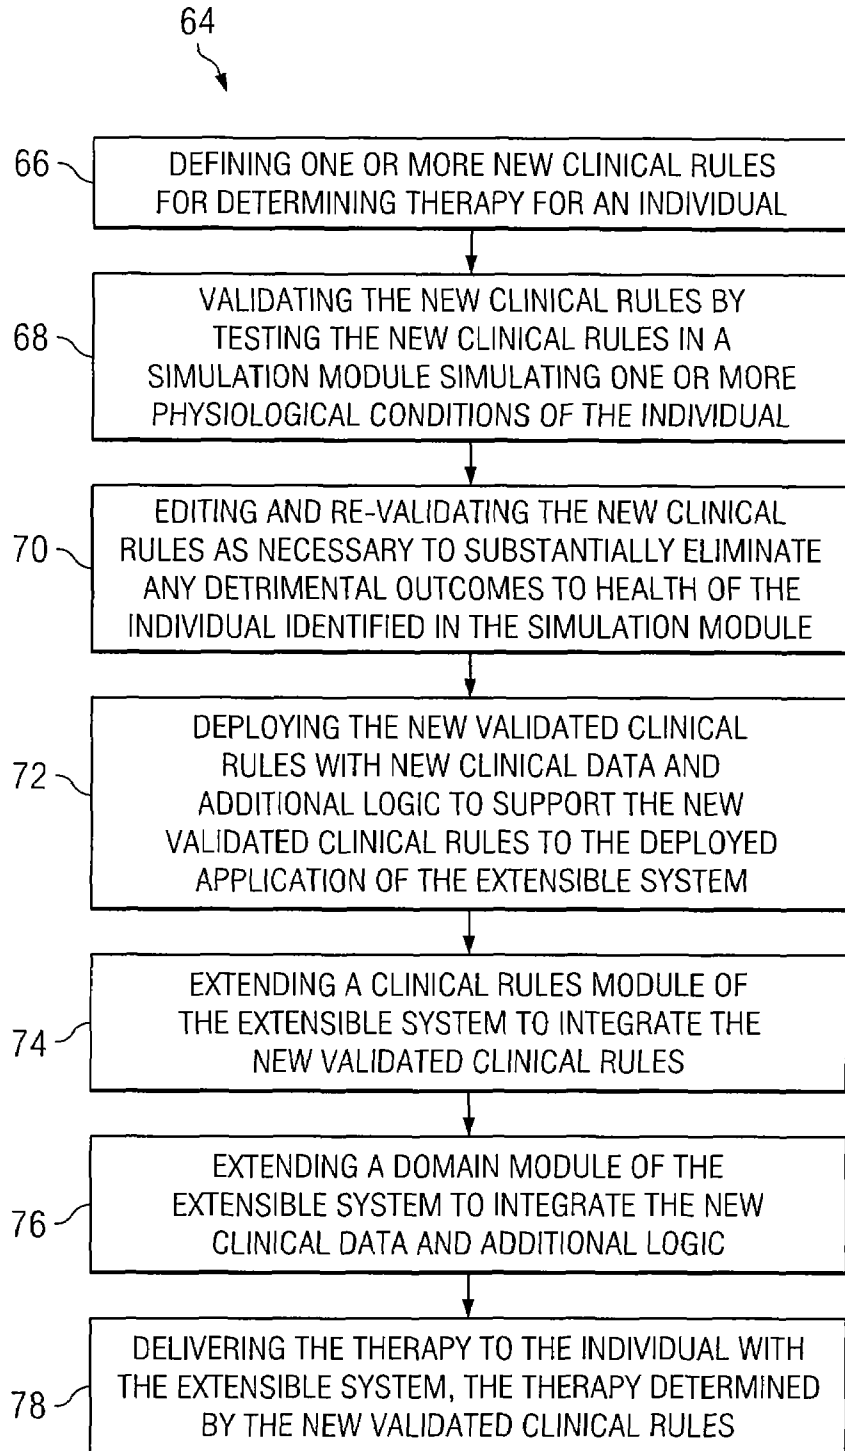 64
66
DEFINING ONE OR MORE NEW CLINICAL RULES
FOR DETERMINING THERAPY FOR AN INDIVIDUAL
68
VALIDATING THE NEW CLINICAL RULES BY
TESTING THE NEW CLINICAL RULES IN A
SIMULATION MODULE SIMULATING ONE OR MORE
PHYSIOLOGICAL CONDITIONS OF THE INDIVIDUAL
70
EDITING AND RE-VALIDATING THE NEW CLINICAL
RULES AS NECESSARY TO SUBSTANTIALLY ELIMINATE
ANY DETRIMENTAL OUTCOMES TO HEALTH OF THE
INDIVIDUAL IDENTIFIED IN THE SIMULATION MODULE
72
DEPLOYING THE NEW VALIDATED CLINICAL
RULES WITH NEW CLINICAL DATA AND
ADDITIONAL LOGIC TO SUPPORT THE NEW
VALIDATED CLINICAL RULES TO THE DEPLOYED
APPLICATION OF THE EXTENSIBLE SYSTEM
74
EXTENDING A CLINICAL RULES MODULE OF
THE EXTENSIBLE SYSTEM TO INTEGRATE THE
NEW VALIDATED CLINICAL RULES
76
EXTENDING A DOMAIN MODULE OF THE
EXTENSIBLE SYSTEM TO INTEGRATE THE NEW
CLINICAL DATA AND ADDITIONAL LOGIC
78
DELIVERING THE THERAPY TO THE INDIVIDUAL WITH
THE EXTENSIBLE SYSTEM, THE THERAPY DETERMINED
BY THE NEW VALIDATED CLINICAL RULES